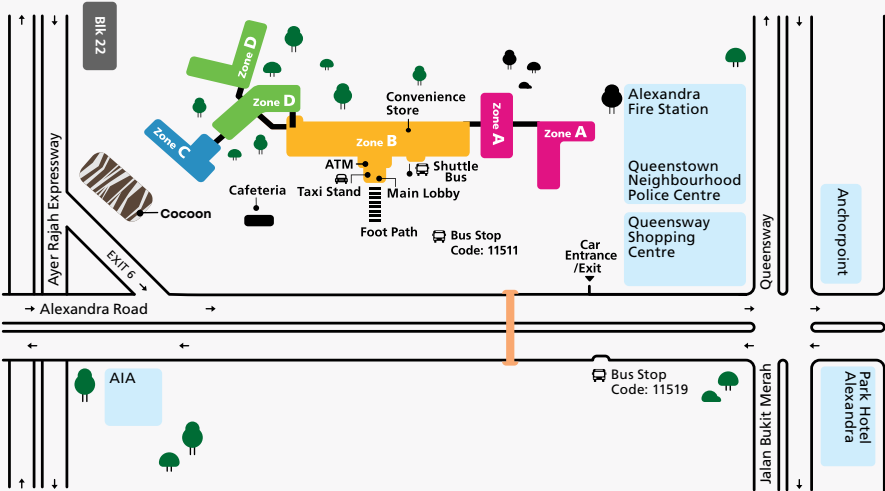 Blk 22
Zone D
Zone D
Zone C
Convenience
Store
Zone B
Zone A
Zone A
Alexandra
Fire Station
Queenstown
Neighbourhood
Police Centre
Queensway
Shopping
Centre
ATM
Taxi Stand
Shuttle
Bus
Main Lobby
Foot Path
Cafeteria
Cocoon
Bus Stop
Code: 11511
Car
Entrance
/Exit
Ayer Rajah Expressway
EXIT 6
Queensway
Anchorpoint
Alexandra Road
AIA
Bus Stop
Code: 11519
Jalan Bukit Merah
Park Hotel
Alexandra